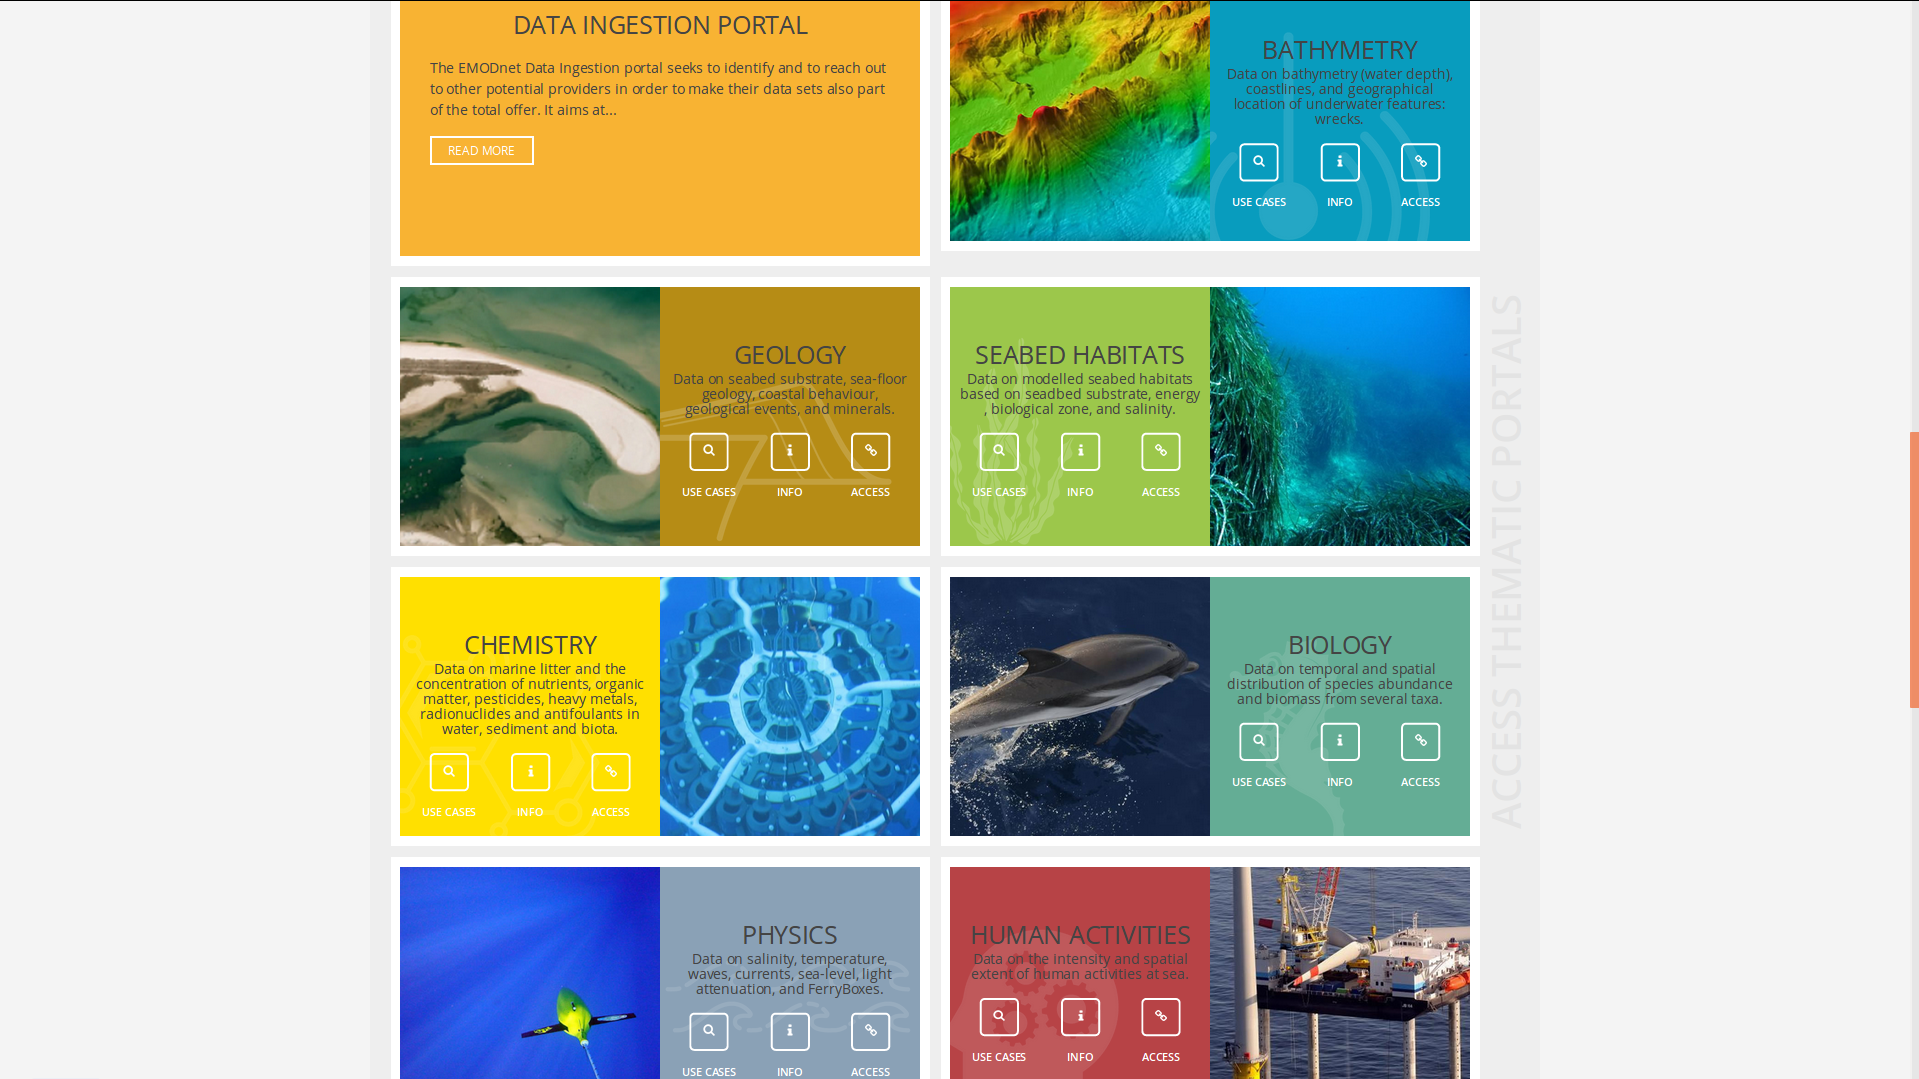 DATA INGESTION PORTAL
The EMODnet Data Ingestion portal seeks to identify and to reach out
to other potential providers in order to make their data sets also part
of the total offer. It aims at...
READ MORE
BATHYMETRY
Data on bathymetry (water depth),
coastlines, and geographical
location of underwater features:
wrecks.
USE CASES
INFO
ACCESS
GEOLOGY
Data on seabed substrate, sea-floor
geology, coastal behaviour,
geological events, and minerals.
USE CASES
INFO
ACCESS
SEABED HABITATS
Data on modelled seabed habitats
based on seadbed substrate, energy
, biological zone, and salinity.
USE CASES
INFO
ACCESS
CHEMISTRY
Data on marine litter and the
concentration of nutrients, organic
matter, pesticides, heavy metals,
radionuclides and antifoulants in
water, sediment and biota.
USE CASES
INFO
ACCESS
BIOLOGY
Data on temporal and spatial
distribution of species abundance
and biomass from several taxa.
USE CASES
INFO
ACCESS
PHYSICS
Data on salinity, temperature,
waves, currents, sea-level, light
attenuation, and FerryBoxes.
USE CASES
INFO
ACCESS
HUMAN ACTIVITIES
Data on the intensity and spatial
extent of human activities at sea.
USE CASES
INFO
ACCESS
ACCESS THEMATIC PORTALS